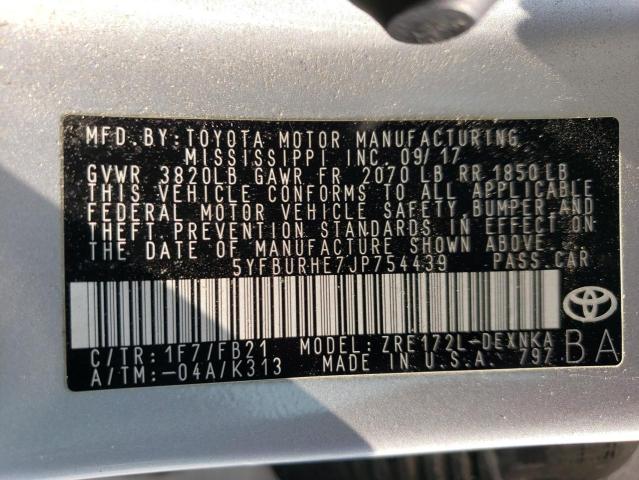 MFD. BY: TOYOTA MOTOR MANUFACTURING
MISSISSIPPI INC. 09/17
GVWR 3820LB GAWR FR 2070 LB RR 1850 LB
THIS VEHICLE CONFORMS TO ALL APPLICABLE
FEDERAL MOTOR VEHICLE SAFETY, BUMPER, AND
THEFT PREVENTION STANDARDS IN EFFECT ON
THE DATE OF MANUFACTURE SHOWN ABOVE.
5YFBURHE7JP754439 PASS.CAR
C/TR: 1F7/FB21 MODEL: ZRE172L-DEXNKA
A/TM: -04A/K313 MADE IN U.S.A. 797
BA